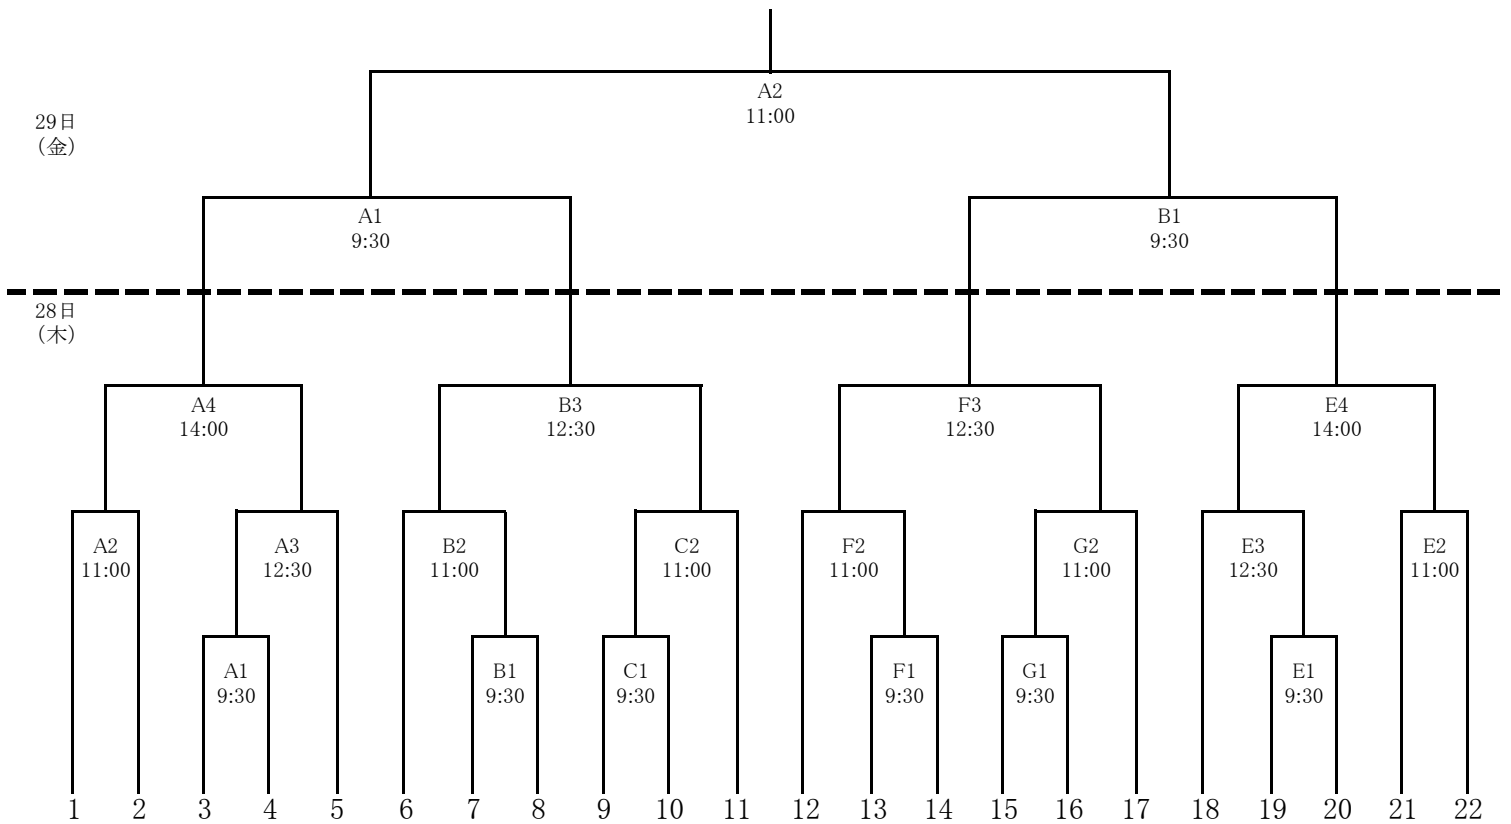 A2
11:00
29日
(金)
A1
9:30
B1
9:30
28日
(木)
A4
14:00
B3
12:30
F3
12:30
E4
14:00
A2
11:00
A3
12:30
B2
11:00
C2
11:00
F2
11:00
G2
11:00
E3
12:30
E2
11:00
A1
9:30
B1
9:30
C1
9:30
F1
9:30
G1
9:30
E1
9:30
1 2 3 4 5 6 7 8 9 10 11 12 13 14 15 16 17 18 19 20 21 22